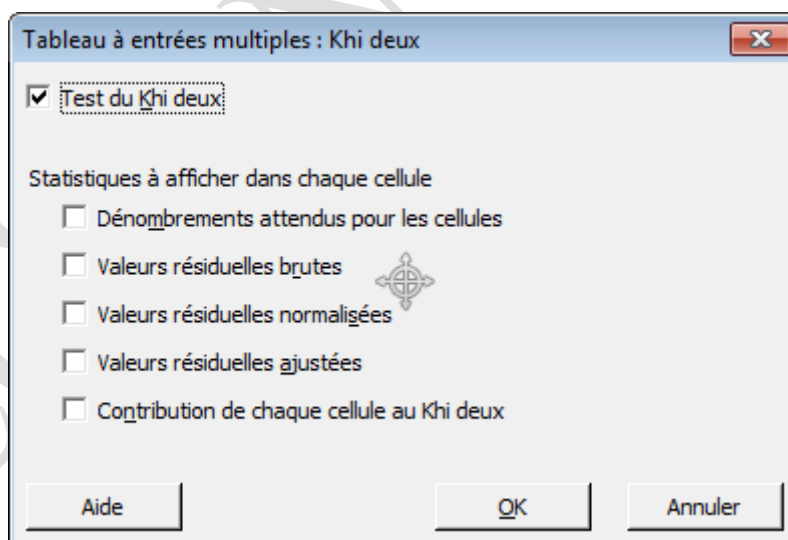 Tableau à entrées multiples : Khi deux
Test du Khi deux
Statistiques à afficher dans chaque cellule
Dénombrements attendus pour les cellules
Valeurs résiduelles brutes
Valeurs résiduelles normalisées
Valeurs résiduelles ajustées
Contribution de chaque cellule au Khi deux
Aide
OK
Annuler